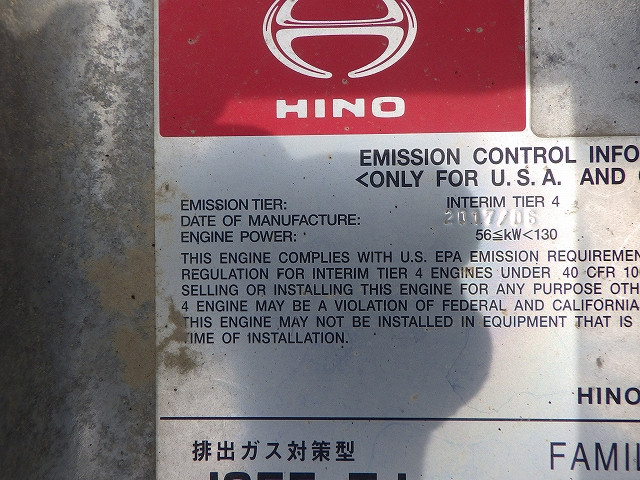 HINO
EMISSION CONTROL INFO
<ONLY FOR U.S.A. AND
EMISSION TIER: INTERIM TIER 4
DATE OF MANUFACTURE: 2017/06
ENGINE POWER: 56≦kW<130
THIS ENGINE COMPLIES WITH U.S. EPA EMISSION REQUIREMEN
REGULATION FOR INTERIM TIER 4 ENGINES UNDER 40 CFR 10
SELLING OR INSTALLING THIS ENGINE FOR ANY PURPOSE OTH
4 ENGINE MAY BE A VIOLATION OF FEDERAL AND CALIFORNIA
THIS ENGINE MAY NOT BE INSTALLED IN EQUIPMENT THAT IS
TIME OF INSTALLATION.
HINO
排出ガス対策型
FAMIL